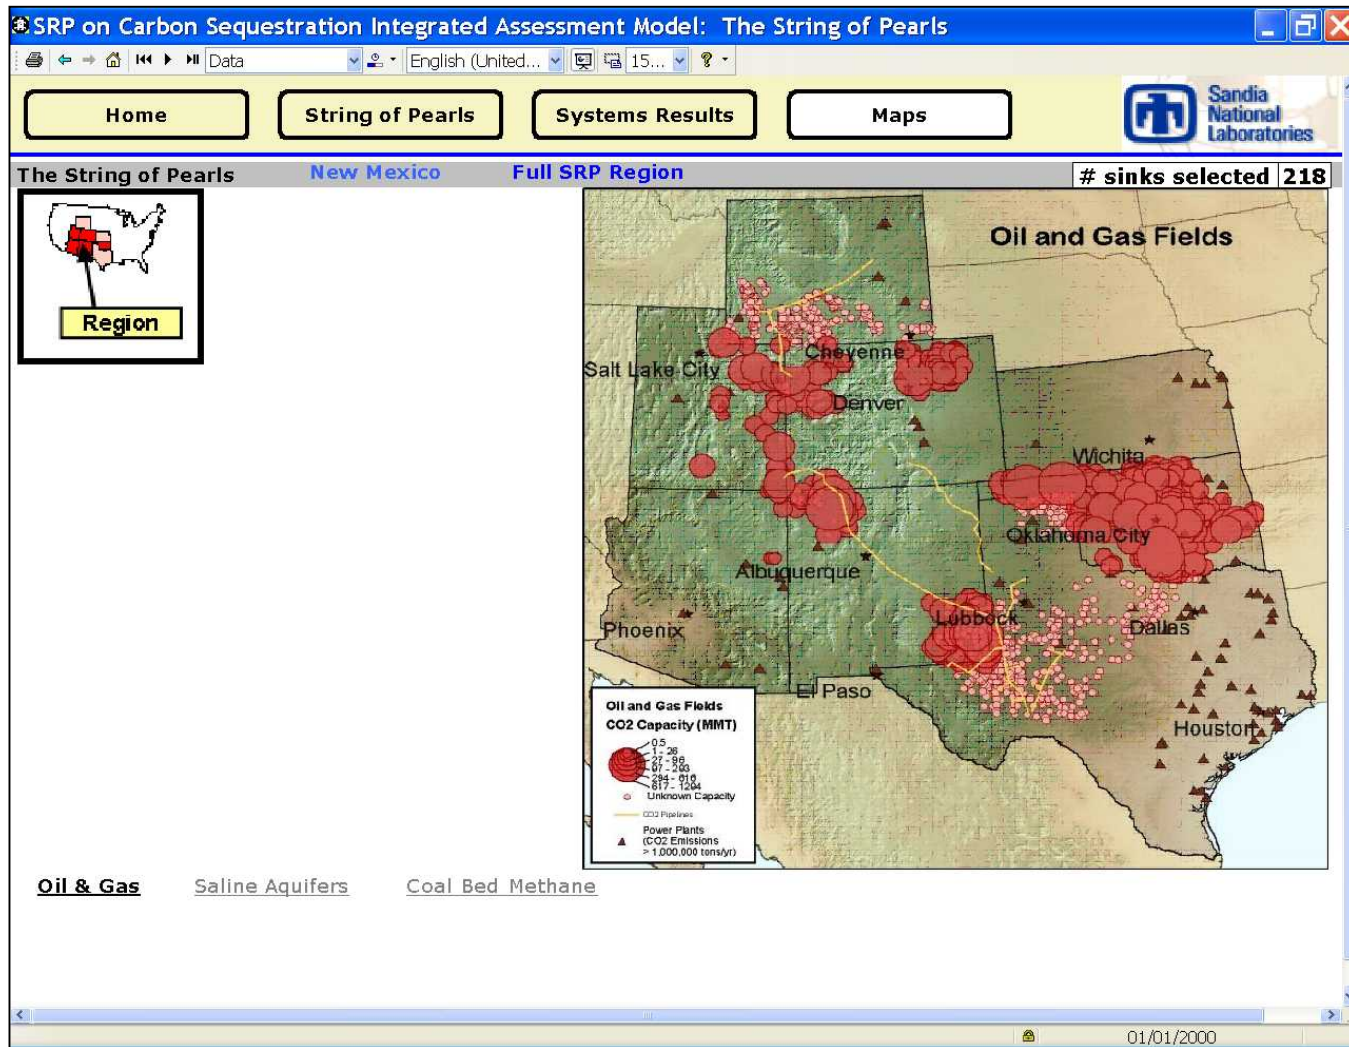 SRP on Carbon Sequestration Integrated Assessment Model: The String of Pearls
Data English (United... 15...
Home String of Pearls Systems Results Maps
Sandia
National
Laboratories
The String of Pearls New Mexico Full SRP Region # sinks selected 218
Region
Oil and Gas Fields
Cheyenne
Salt Lake City
Denver
Wichita
Oklahoma City
Albuquerque
Lubbock
Phoenix
Dallas
El Paso
Houston
Oil and Gas Fields
CO2 Capacity (MMT)
0.5
1 - 26
27 - 96
97 - 293
294 - 616
617 - 1294
Unknown Capacity
CO2 Pipelines
Power Plants
(CO2 Emissions
> 1,000,000 tons/yr)
Oil & Gas Saline Aquifers Coal Bed Methane
01/01/2000